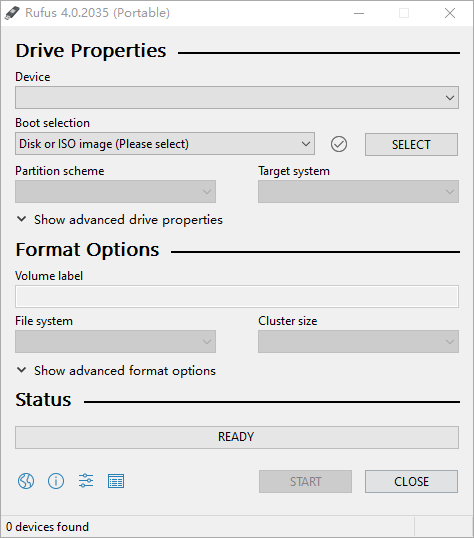 Rufus 4.0.2035 (Portable)
Drive Properties
Device
Boot selection
Disk or ISO image (Please select)
SELECT
Partition scheme
Target system
Show advanced drive properties
Format Options
Volume label
File system
Cluster size
Show advanced format options
Status
READY
START
CLOSE
0 devices found